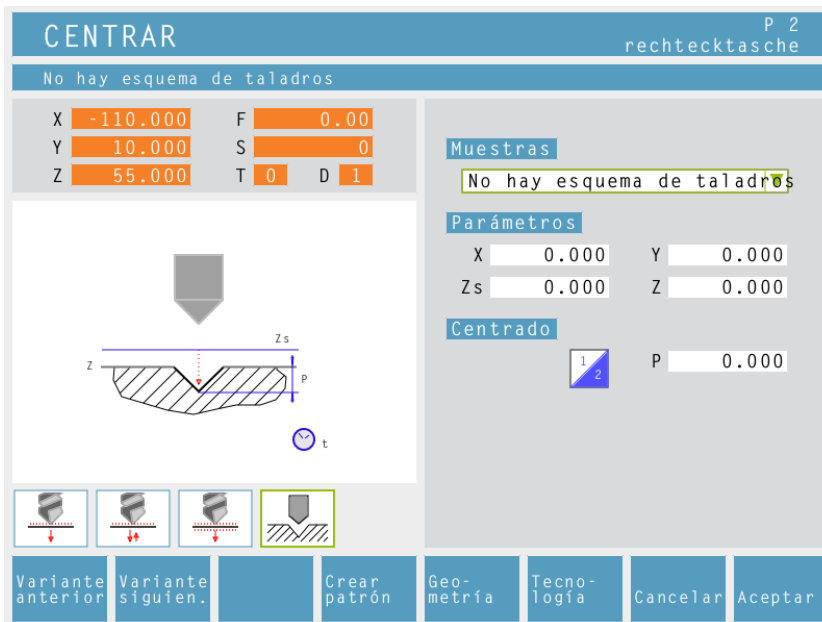 CENTRAR
P 2
rechtecktasche
No hay esquema de taladros
X -110.000 F 0.00
Y 10.000 S 0
Z 55.000 T 0 D 1
Muestras
No hay esquema de taladros
Parámetros
X 0.000 Y 0.000
Zs 0.000 Z 0.000
Centrado
1
2
P 0.000
Zs
Z
P
t
Variante anterior
Variante siguien.
Crear patrón
Geo-
metría
Tecno-
logía
Cancelar
Aceptar